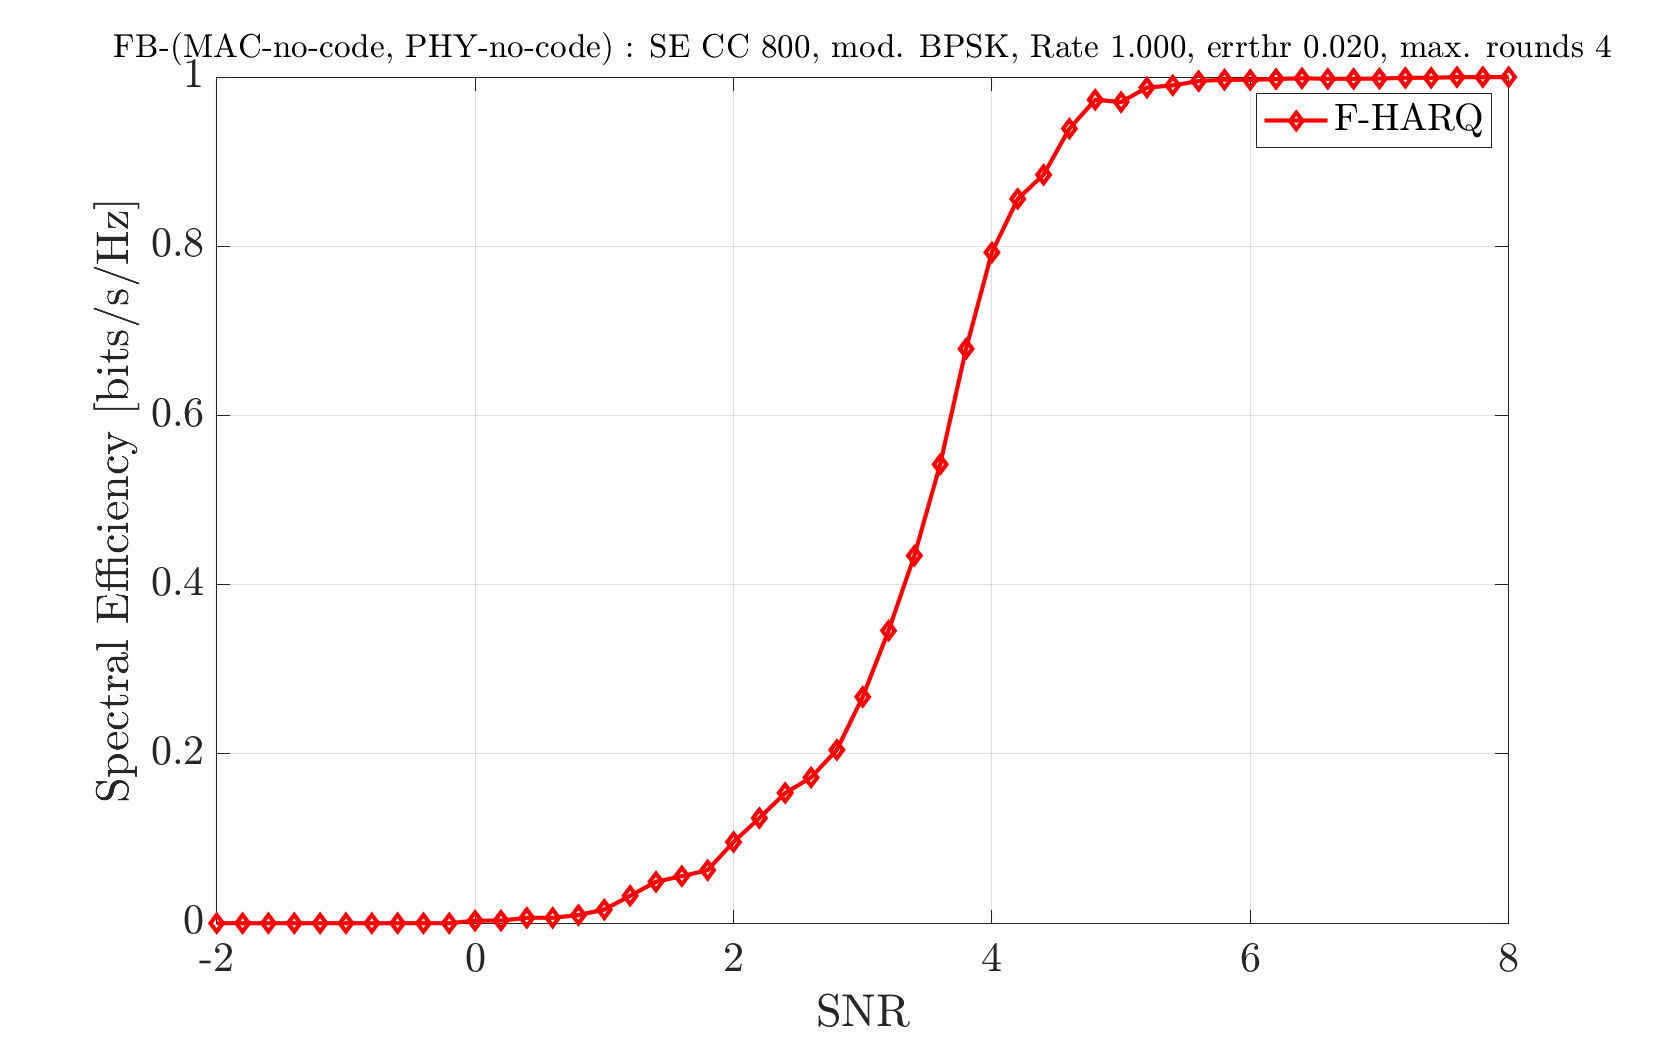 FB-(MAC-no-code, PHY-no-code) : SE CC 800, mod. BPSK, Rate 1.000, errthr 0.020, max. rounds 4
1
0.8
0.6
0.4
0.2
0
Spectral Efficiency [bits/s/Hz]
F-HARQ
-2 0 2 4 6 8
SNR